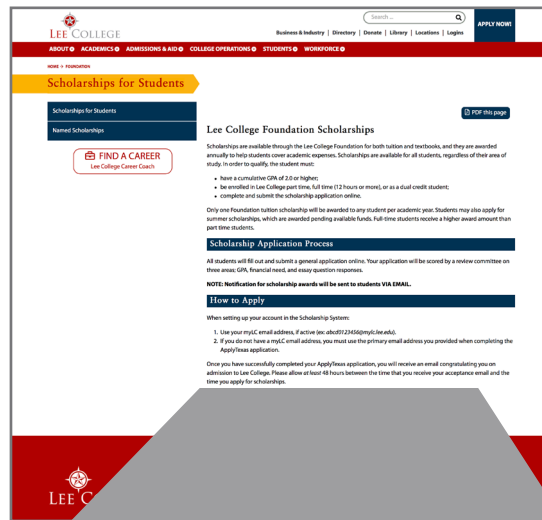 LEE COLLEGE
Search ...
APPLY NOW!
Business & Industry | Directory | Donate | Library | Locations | Logins
ABOUT ACADEMICS ADMISSIONS & AID COLLEGE OPERATIONS STUDENTS WORKFORCE
HOME > FOUNDATION
Scholarships for Students
Scholarships for Students
Named Scholarships
FIND A CAREER
Lee College Career Coach
PDF this page
Lee College Foundation Scholarships
Scholarships are available through the Lee College Foundation for both tuition and textbooks, and they are awarded
annually to help students cover academic expenses. Scholarships are available for all students, regardless of their area of
study. In order to qualify, the student must:
• have a cumulative GPA of 2.0 or higher;
• be enrolled in Lee College part time, full time (12 hours or more), or as a dual credit student;
• complete and submit the scholarship application online.
Only one Foundation tuition scholarship will be awarded to any student per academic year. Students may also apply for
summer scholarships, which are awarded pending available funds. Full-time students receive a higher award amount than
part time students.
Scholarship Application Process
All students will fill out and submit a general application online. Your application will be scored by a review committee on
three areas; GPA, financial need, and essay question responses.
NOTE: Notification for scholarship awards will be sent to students VIA EMAIL.
How to Apply
When setting up your account in the Scholarship System:
1. Use your myLC email address, if active (ex: abcd0123456@mylc.lee.edu).
2. If you do not have a myLC email address, you must use the primary email address you provided when completing the
ApplyTexas application.
Once you have successfully completed your ApplyTexas application, you will receive an email congratulating you on
admission to Lee College. Please allow at least 48 hours between the time that you receive your acceptance email and the
time you apply for scholarships.
LEE C